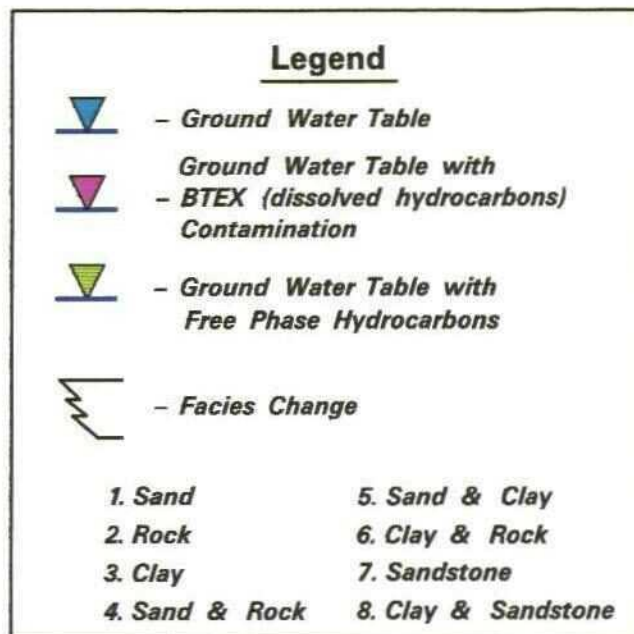 Legend
– Ground Water Table
Ground Water Table with
– BTEX (dissolved hydrocarbons)
Contamination
– Ground Water Table with
Free Phase Hydrocarbons
– Facies Change
1. Sand
2. Rock
3. Clay
4. Sand & Rock
5. Sand & Clay
6. Clay & Rock
7. Sandstone
8. Clay & Sandstone